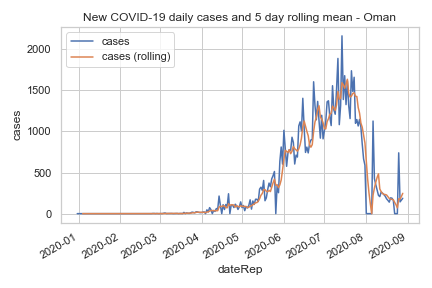 New COVID-19 daily cases and 5 day rolling mean - Oman
cases
cases (rolling)
2000
1500
1000
500
0
cases
2020-01
2020-02
2020-03
2020-04
2020-05
2020-06
2020-07
2020-08
2020-09
dateRep